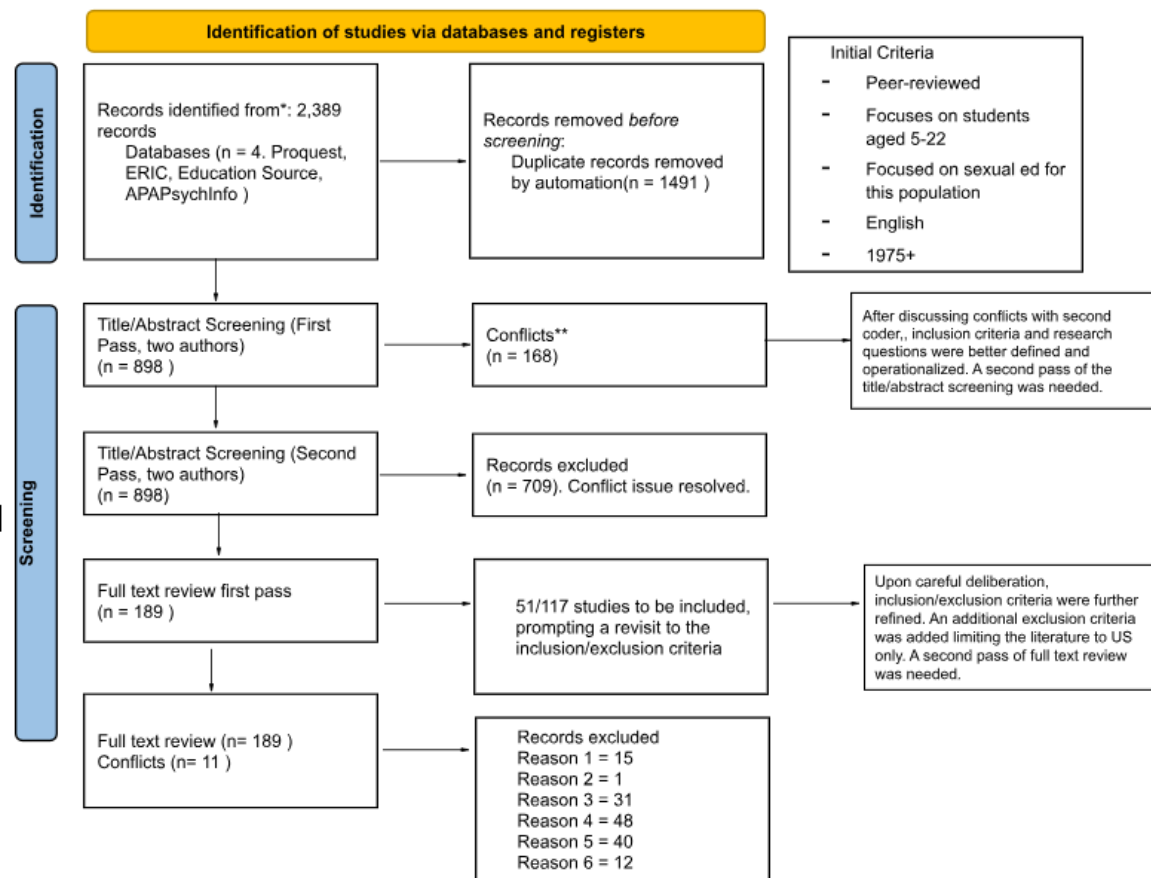 Identification of studies via databases and registers
Identification
Records identified from*: 2,389
records
Databases (n = 4. Proquest,
ERIC, Education Source,
APAPsychInfo )
Records removed before
screening:
Duplicate records removed
by automation(n = 1491 )
Initial Criteria
- Peer-reviewed
- Focuses on students
aged 5-22
- Focused on sexual ed for
this population
- English
- 1975+
Screening
Title/Abstract Screening (First
Pass, two authors)
(n = 898 )
Conflicts**
(n = 168)
After discussing conflicts with second
coder,, inclusion criteria and research
questions were better defined and
operationalized. A second pass of the
title/abstract screening was needed.
Title/Abstract Screening (Second
Pass, two authors)
(n = 898)
Records excluded
(n = 709). Conflict issue resolved.
Full text review first pass
(n = 189 )
51/117 studies to be included,
prompting a revisit to the
inclusion/exclusion criteria
Upon careful deliberation,
inclusion/exclusion criteria were further
refined. An additional exclusion criteria
was added limiting the literature to US
only. A second pass of full text review
was needed.
Full text review (n= 189 )
Conflicts (n= 11 )
Records excluded
Reason 1 = 15
Reason 2 = 1
Reason 3 = 31
Reason 4 = 48
Reason 5 = 40
Reason 6 = 12